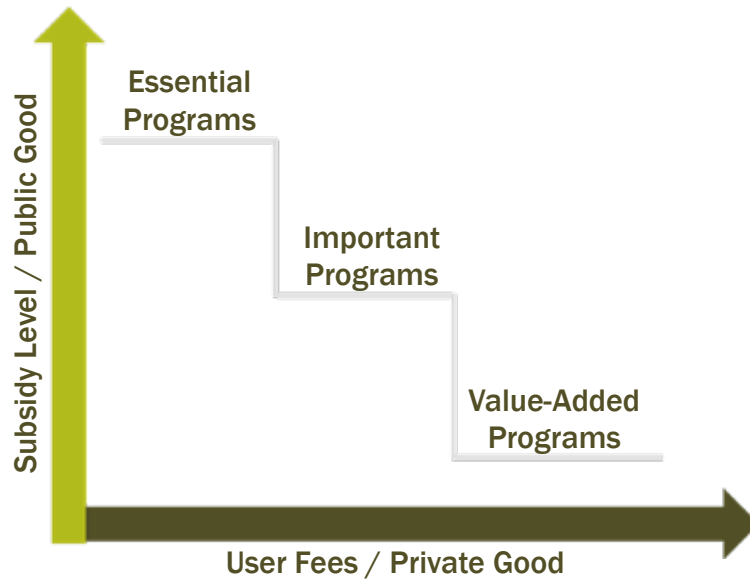 Essential
Programs
Important
Programs
Value-Added
Programs
Subsidy Level / Public Good
User Fees / Private Good